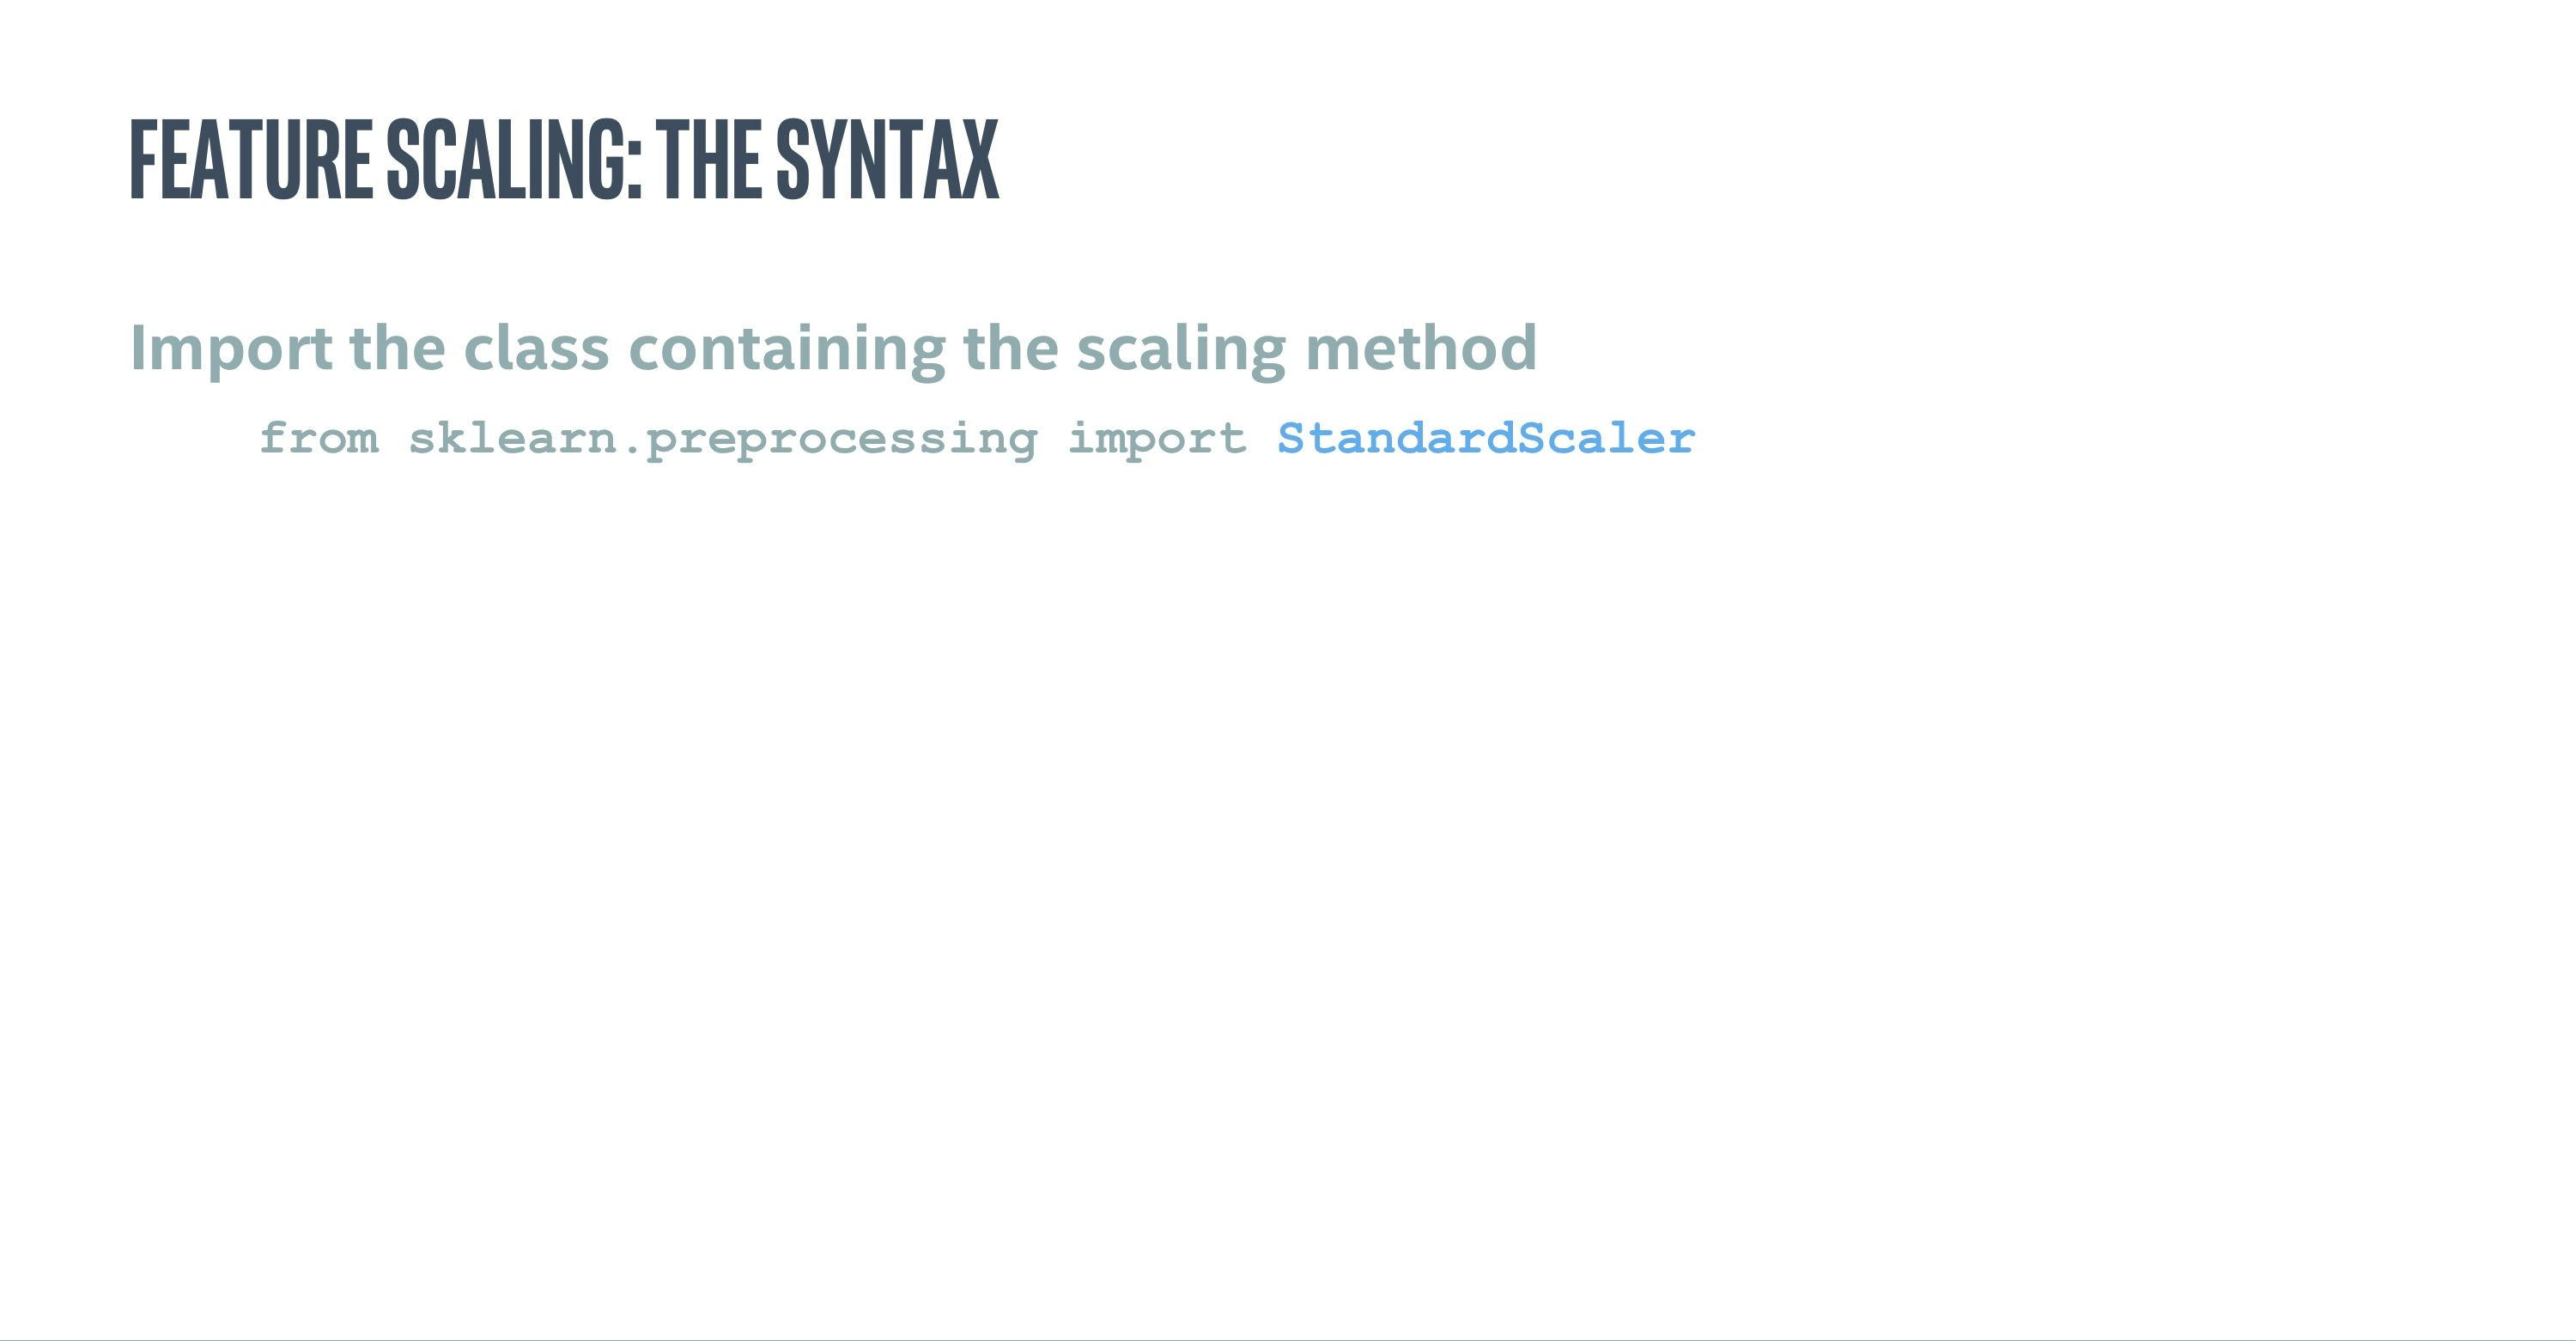 FEATURE SCALING: THE SYNTAX
Import the class containing the scaling method
from sklearn.preprocessing import StandardScaler